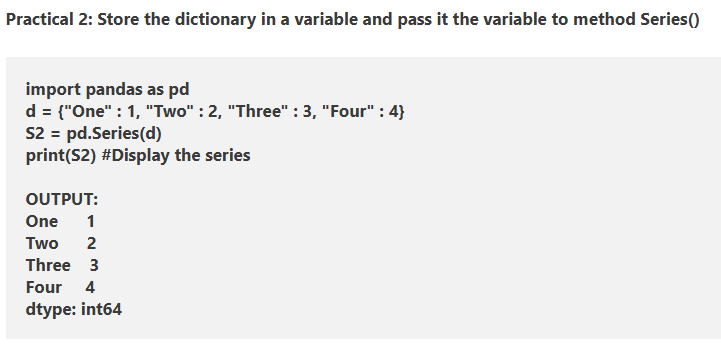 Practical 2: Store the dictionary in a variable and pass it the variable to method Series()
import pandas as pd
d = {"One" : 1, "Two" : 2, "Three" : 3, "Four" : 4}
S2 = pd.Series(d)
print(S2) #Display the series
OUTPUT:
One 1
Two 2
Three 3
Four 4
dtype: int64